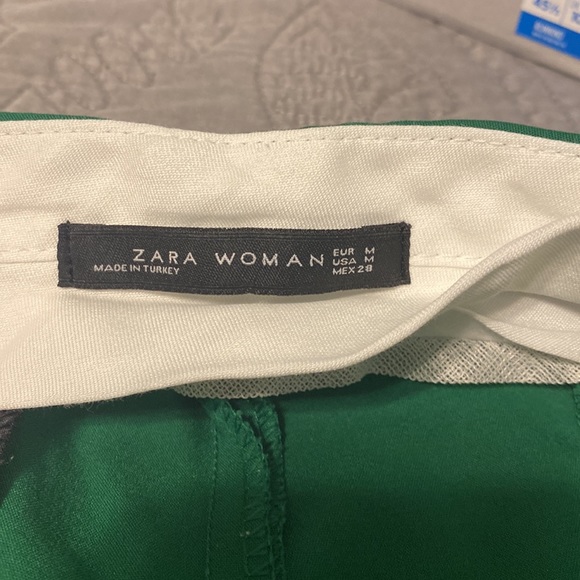 ZARA WOMAN
MADE IN TURKEY
EUR M
USA M
MEX 28